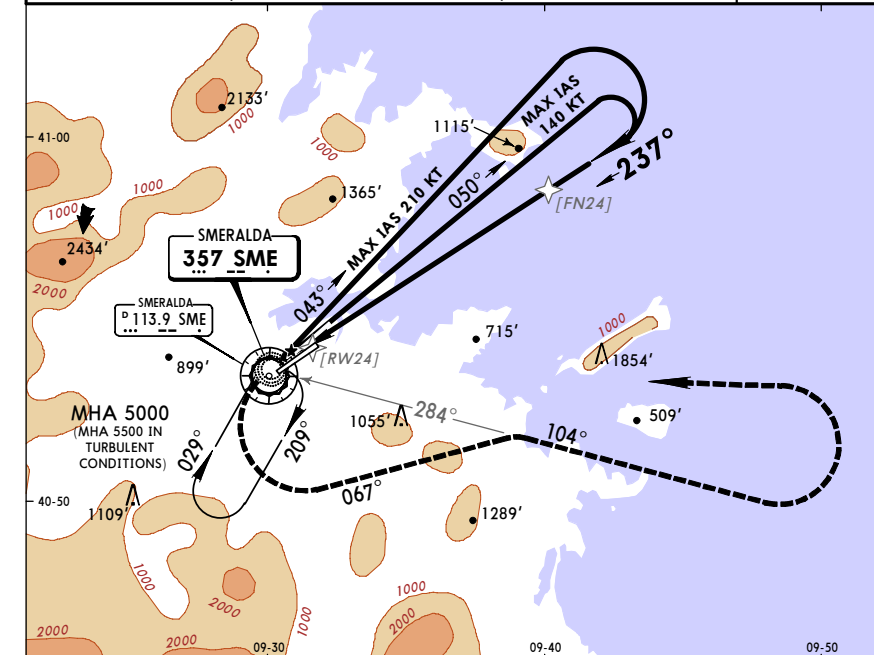 MAX IAS
140 KT
2133'
1000
1115'
41-00
1000
237°
050°
1000
1365'
[FN24]
MAX IAS 210 KT
1000
SMERALDA
357 SME
2434'
2000
043°
SMERALDA
D 113.9 SME
1000
715'
[RW24]
899'
1854'
MHA 5000
(MHA 5500 IN
TURBULENT
CONDITIONS)
1055'
284°
509'
029°
209°
104°
067°
40-50
1109'
1289'
1000
2000
1000
1000
2000
2000
2000
09-30
09-40
09-50